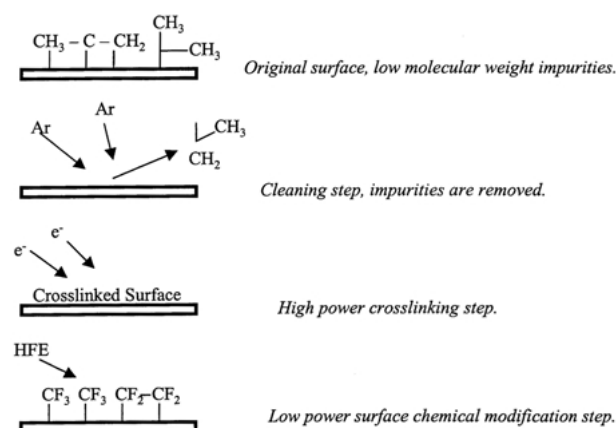 CH₃
CH₃ – C – CH₂
CH₃
Original surface, low molecular weight impurities.
Ar
Ar
CH₃
CH₂
Cleaning step, impurities are removed.
e⁻
e⁻
Crosslinked Surface
High power crosslinking step.
HFE
CF₃ CF₃ CF₂–CF₂
Low power surface chemical modification step.